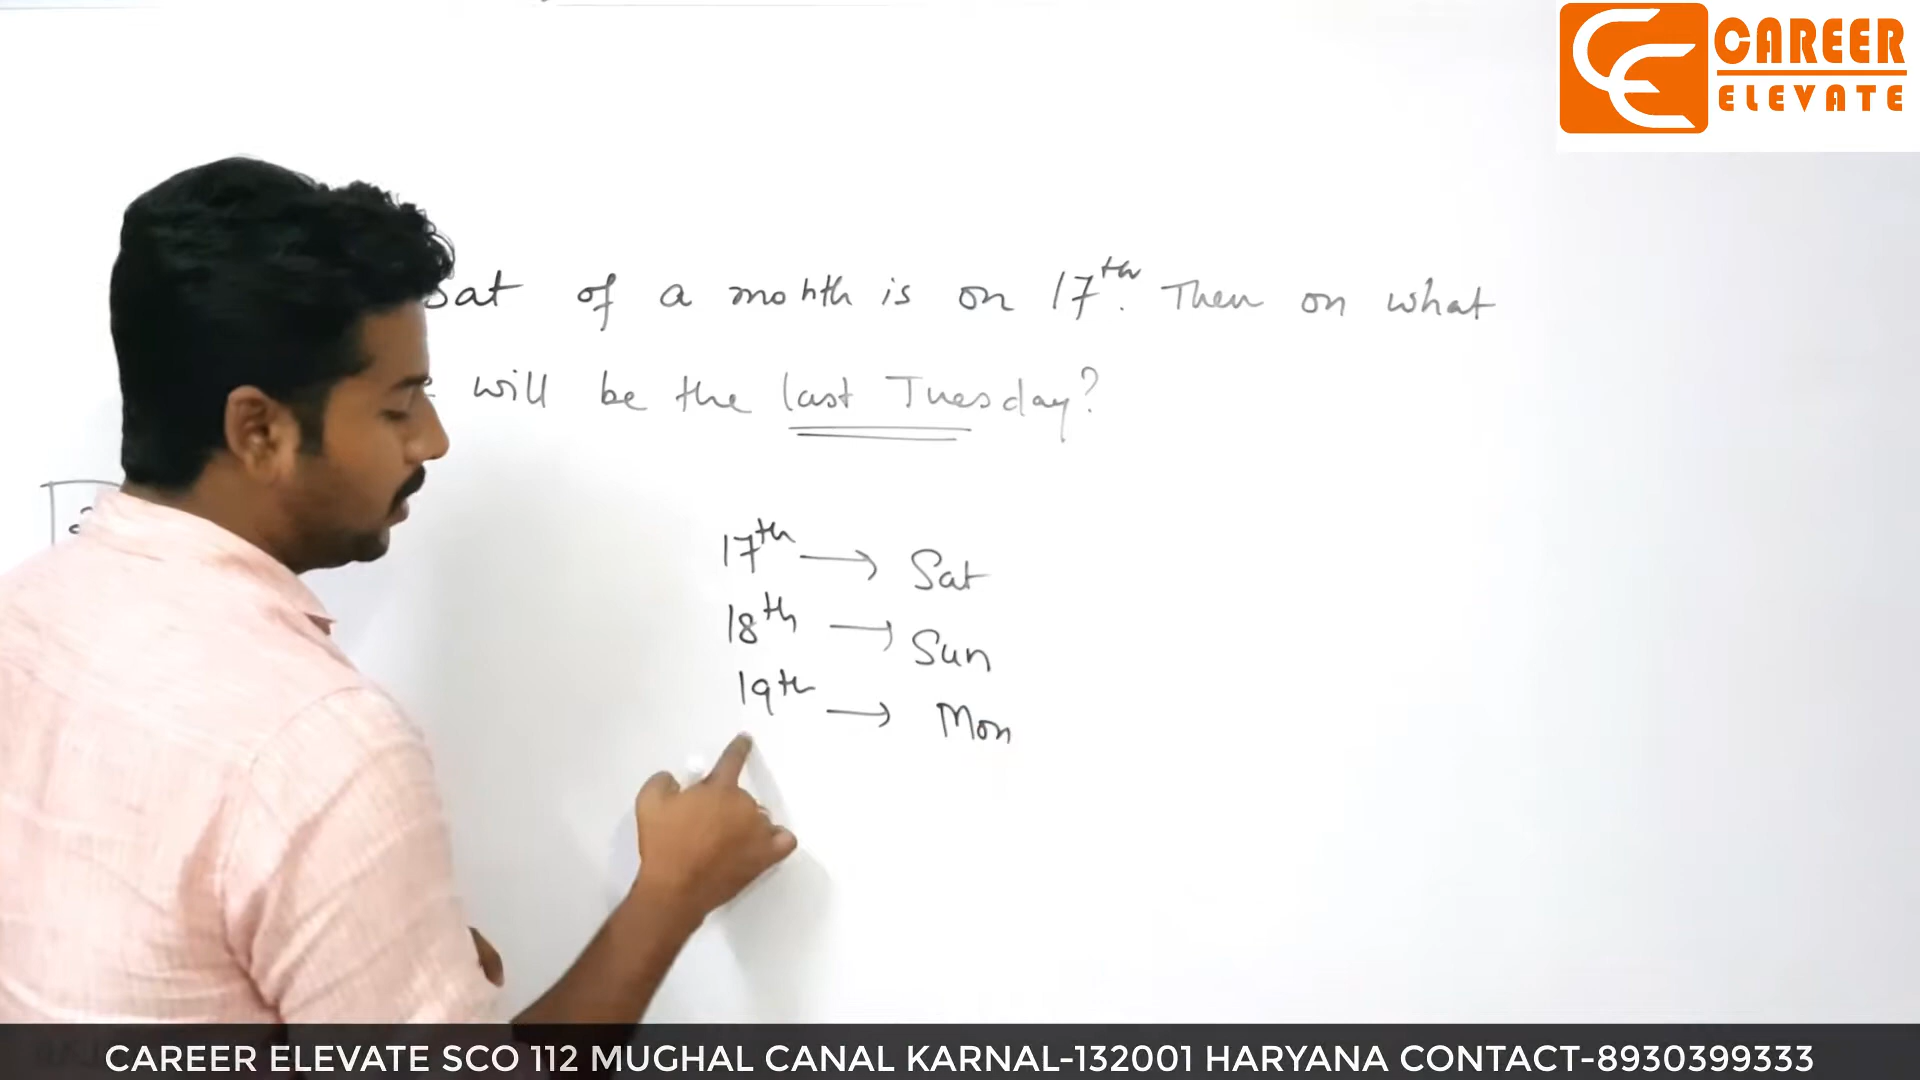 CAREER
ELEVATE
Sat of a month is on 17th. Then on what
will be the last Tuesday?
17th → Sat
18th → Sun
19th → Mon
CAREER ELEVATE SCO 112 MUGHAL CANAL KARNAL-132001 HARYANA CONTACT-8930399333